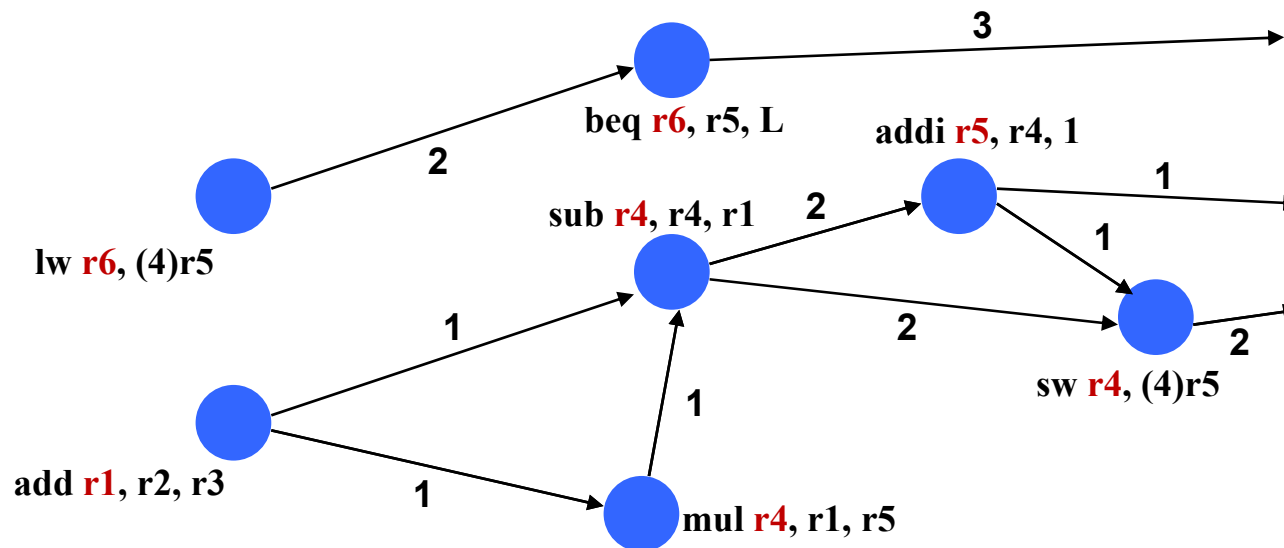 3
beq r6, r5, L
addi r5, r4, 1
2
1
sub r4, r4, r1
2
1
lw r6, (4)r5
1
2
2
sw r4, (4)r5
1
add r1, r2, r3
1
mul r4, r1, r5